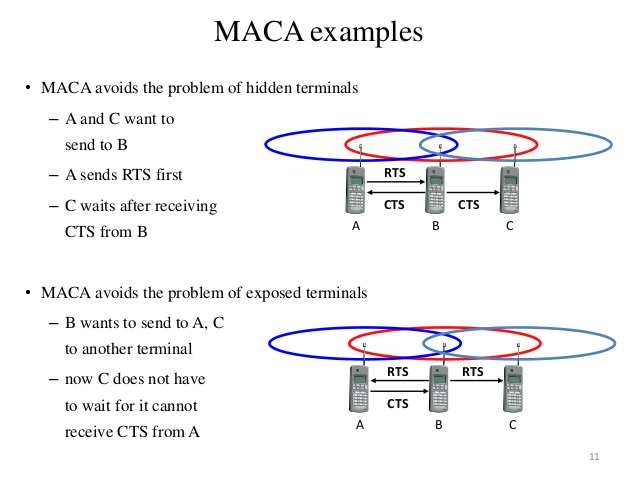 MACA examples
• MACA avoids the problem of hidden terminals
– A and C want to
send to B
– A sends RTS first
– C waits after receiving
CTS from B
RTS
CTS CTS
A B C
• MACA avoids the problem of exposed terminals
– B wants to send to A, C
to another terminal
– now C does not have
to wait for it cannot
receive CTS from A
RTS RTS
CTS
A B C
11